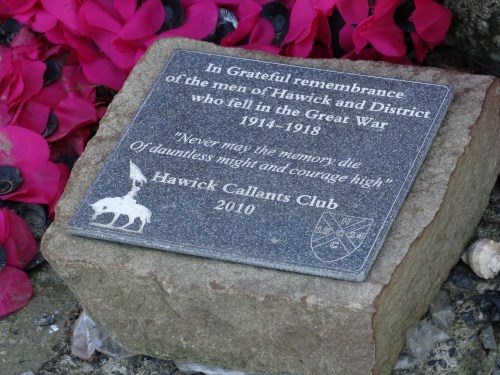 In Grateful remembrance
of the men of Hawick and District
who fell in the Great War
1914-1918
"Never may the memory die
Of dauntless might and courage high"
Hawick Callants Club
2010